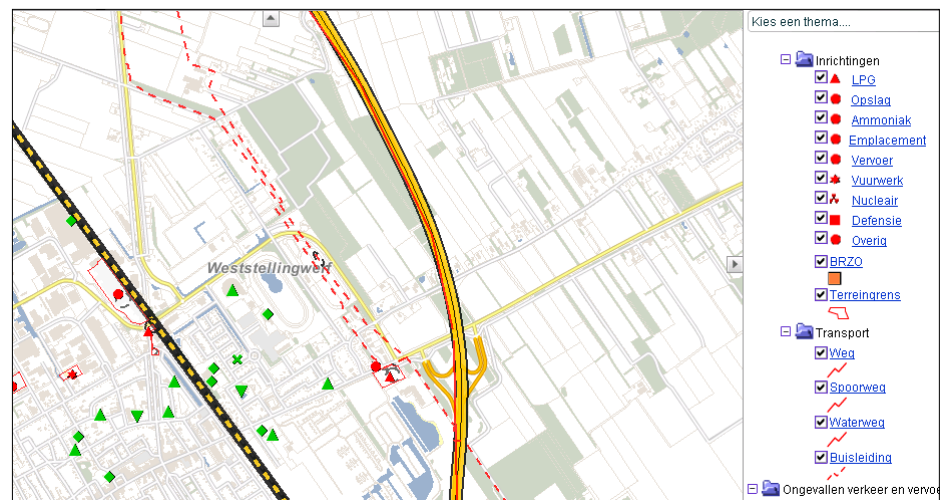 Kies een thema....
Inrichtingen
LPG
Opslag
Ammoniak
Emplacement
Vervoer
Vuurwerk
Nucleair
Defensie
Overig
BRZO
Terreingrens
Transport
Weg
Spoorweg
Waterweg
Buisleiding
Ongevallen verkeer en vervoe
Weststellingwerf